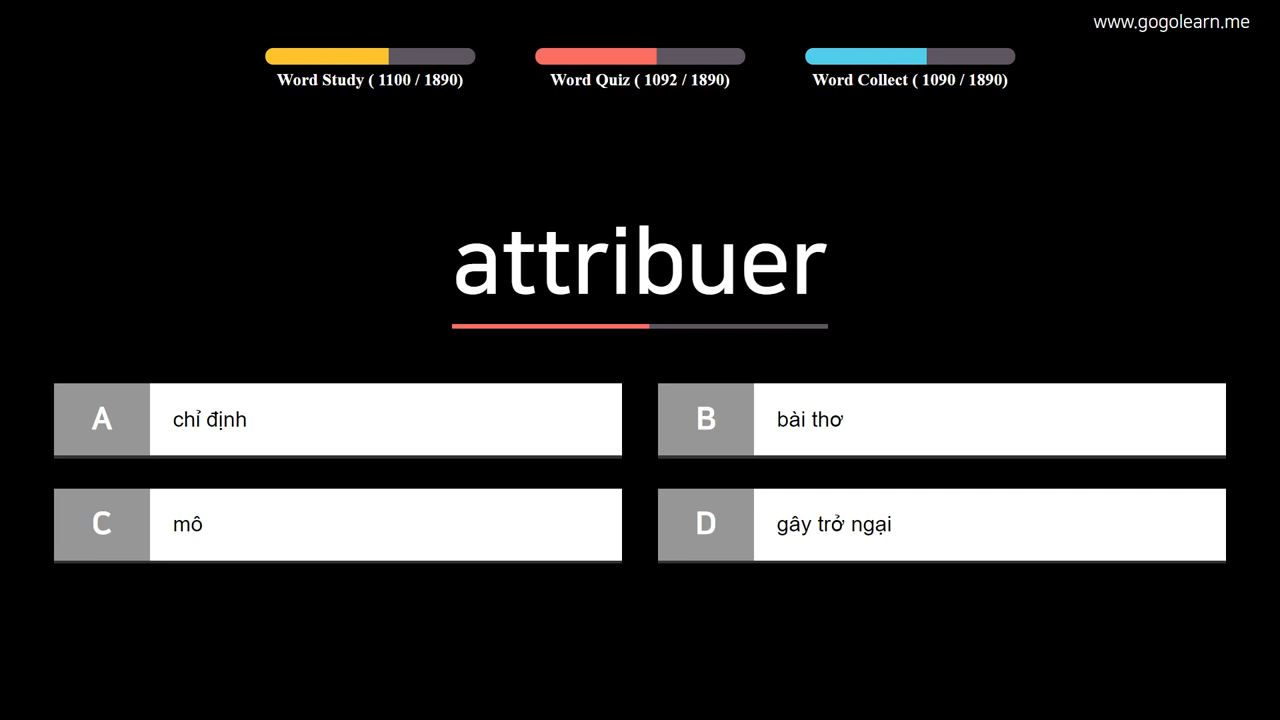 www.gogolearn.me
Word Study ( 1100 / 1890)
Word Quiz ( 1092 / 1890)
Word Collect ( 1090 / 1890)
attribuer
A chỉ định
B bài thơ
C mô
D gây trở ngại